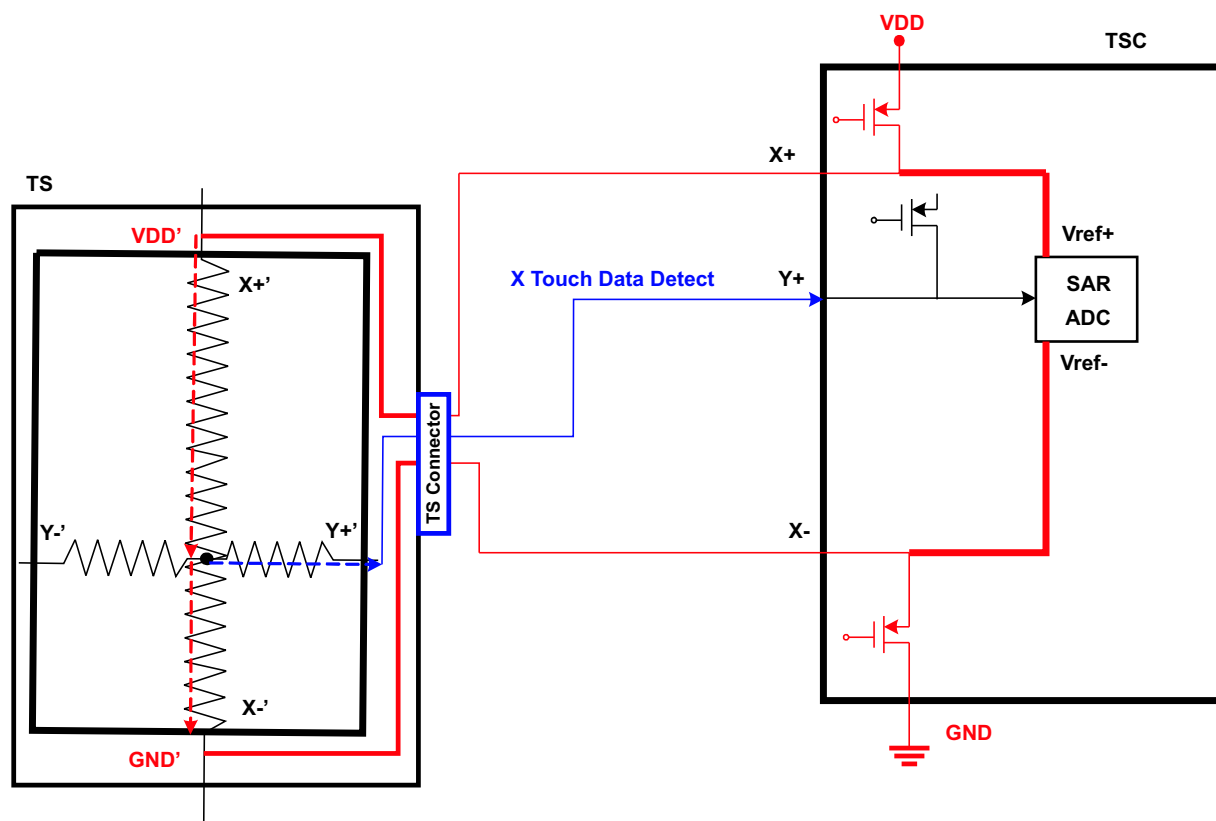 VDD
TSC
X+
TS
VDD’
X+’
Vref+
X Touch Data Detect
Y+
SAR
ADC
Vref-
TS Connector
Y-’
Y+’
X-
X-’
GND’
GND